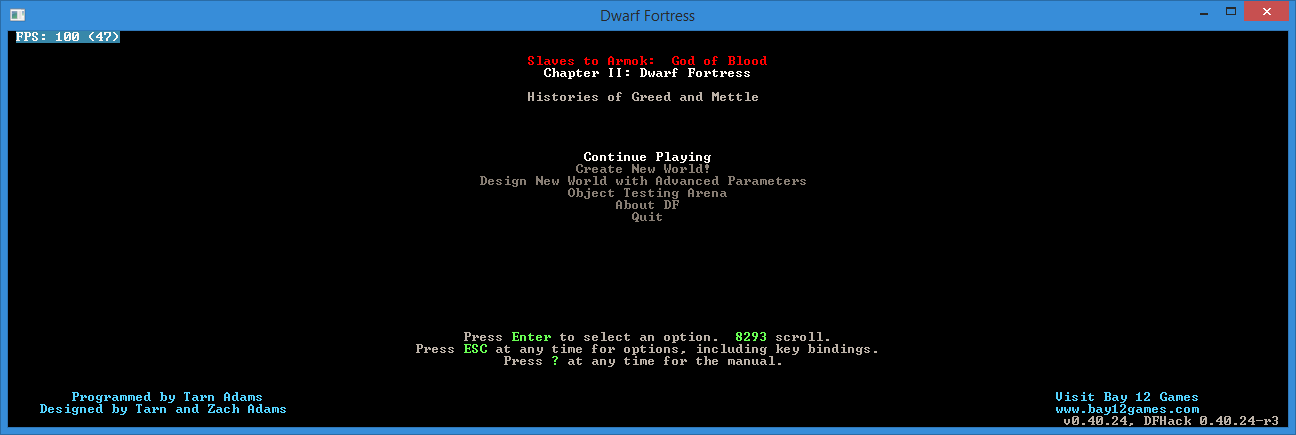 Dwarf Fortress
FPS: 100 (47)
Slaves to Armok:  God of Blood
Chapter II: Dwarf Fortress
Histories of Greed and Mettle
Continue Playing
Create New World!
Design New World with Advanced Parameters
Object Testing Arena
About DF
Quit
Press Enter to select an option.  8293 scroll.
Press ESC at any time for options, including key bindings.
Press ? at any time for the manual.
Programmed by Tarn Adams
Designed by Tarn and Zach Adams
Visit Bay 12 Games
www.bay12games.com
v0.40.24, DFHack 0.40.24-r3